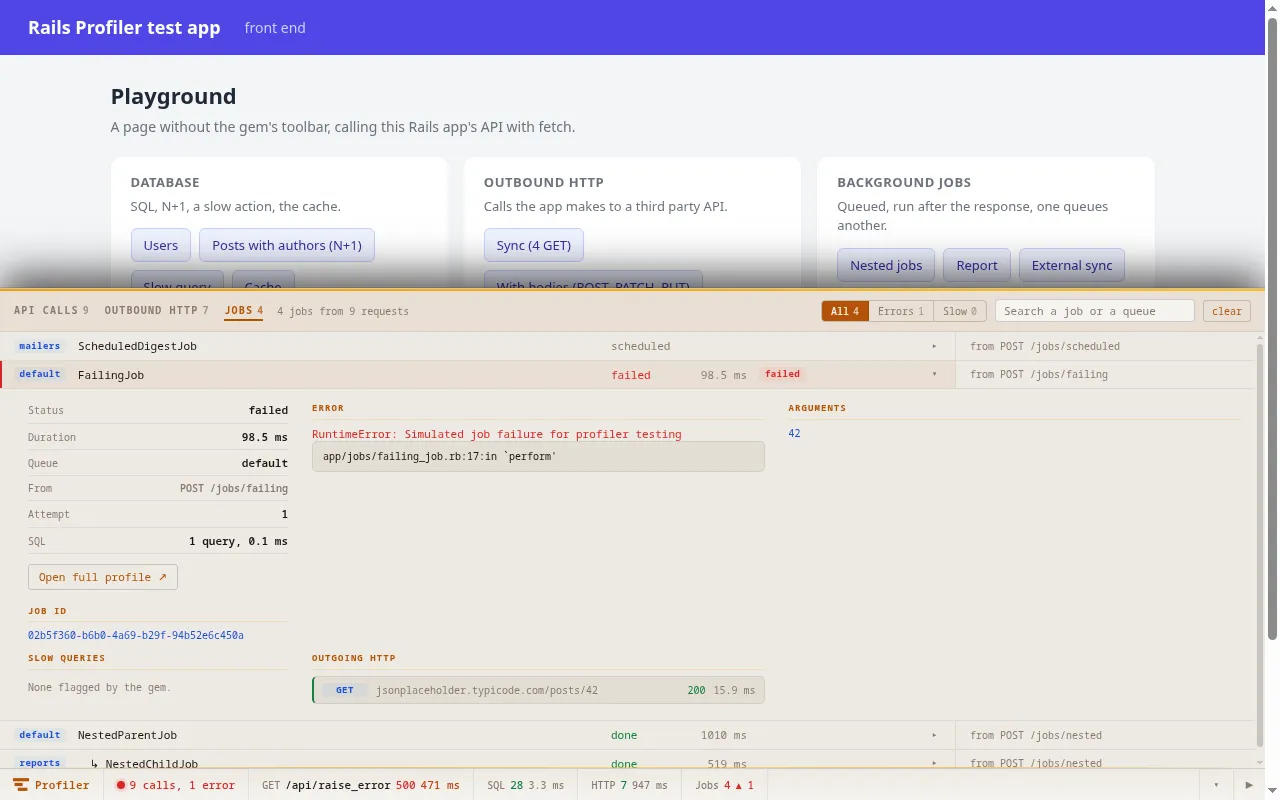 Rails Profiler test app front end
Playground
A page without the gem's toolbar, calling this Rails app's API with fetch.
DATABASE
SQL, N+1, a slow action, the cache.
Users Posts with authors (N+1)
Slow query Cache
OUTBOUND HTTP
Calls the app makes to a third party API.
Sync (4 GET)
With bodies (POST, PATCH, PUT)
BACKGROUND JOBS
Queued, run after the response, one queues
another.
Nested jobs Report External sync
API CALLS 9 OUTBOUND HTTP 7 JOBS 4 4 jobs from 9 requests All 4 Errors 1 Slow 0 Search a job or a queue clear
mailers ScheduledDigestJob scheduled ▸ from POST /jobs/scheduled
default FailingJob failed 98.5 ms failed ▾ from POST /jobs/failing
Status failed
Duration 98.5 ms
Queue default
From POST /jobs/failing
Attempt 1
SQL 1 query, 0.1 ms
Open full profile ↗
JOB ID
02b5f360-b6b0-4a69-b29f-94b52e6c450a
ERROR
RuntimeError: Simulated job failure for profiler testing
app/jobs/failing_job.rb:17:in `perform'
ARGUMENTS
42
SLOW QUERIES
None flagged by the gem.
OUTGOING HTTP
GET jsonplaceholder.typicode.com/posts/42 200 15.9 ms
default NestedParentJob done 1010 ms ▸ from POST /jobs/nested
reports ↳ NestedChildJob done 519 ms ▸ from POST /jobs/nested
Profiler 9 calls, 1 error GET /api/raise_error 500 471 ms SQL 28 3.3 ms HTTP 7 947 ms Jobs 4 ▲ 1 ▾ ▶